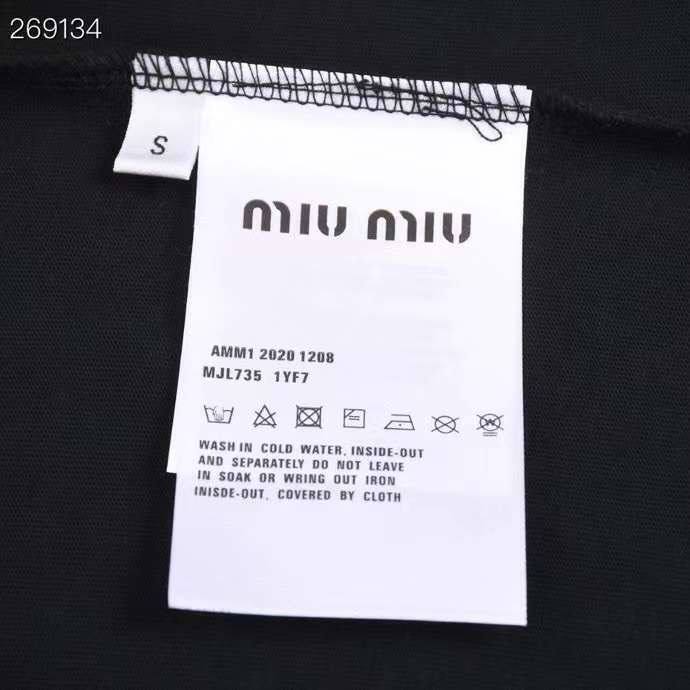 269134
S
miu miu
AMM1 2020 1208
MJL735 1YF7
WASH IN COLD WATER, INSIDE-OUT
AND SEPARATELY DO NOT LEAVE
IN SOAK OR WRING OUT IRON
INISDE-OUT, COVERED BY CLOTH